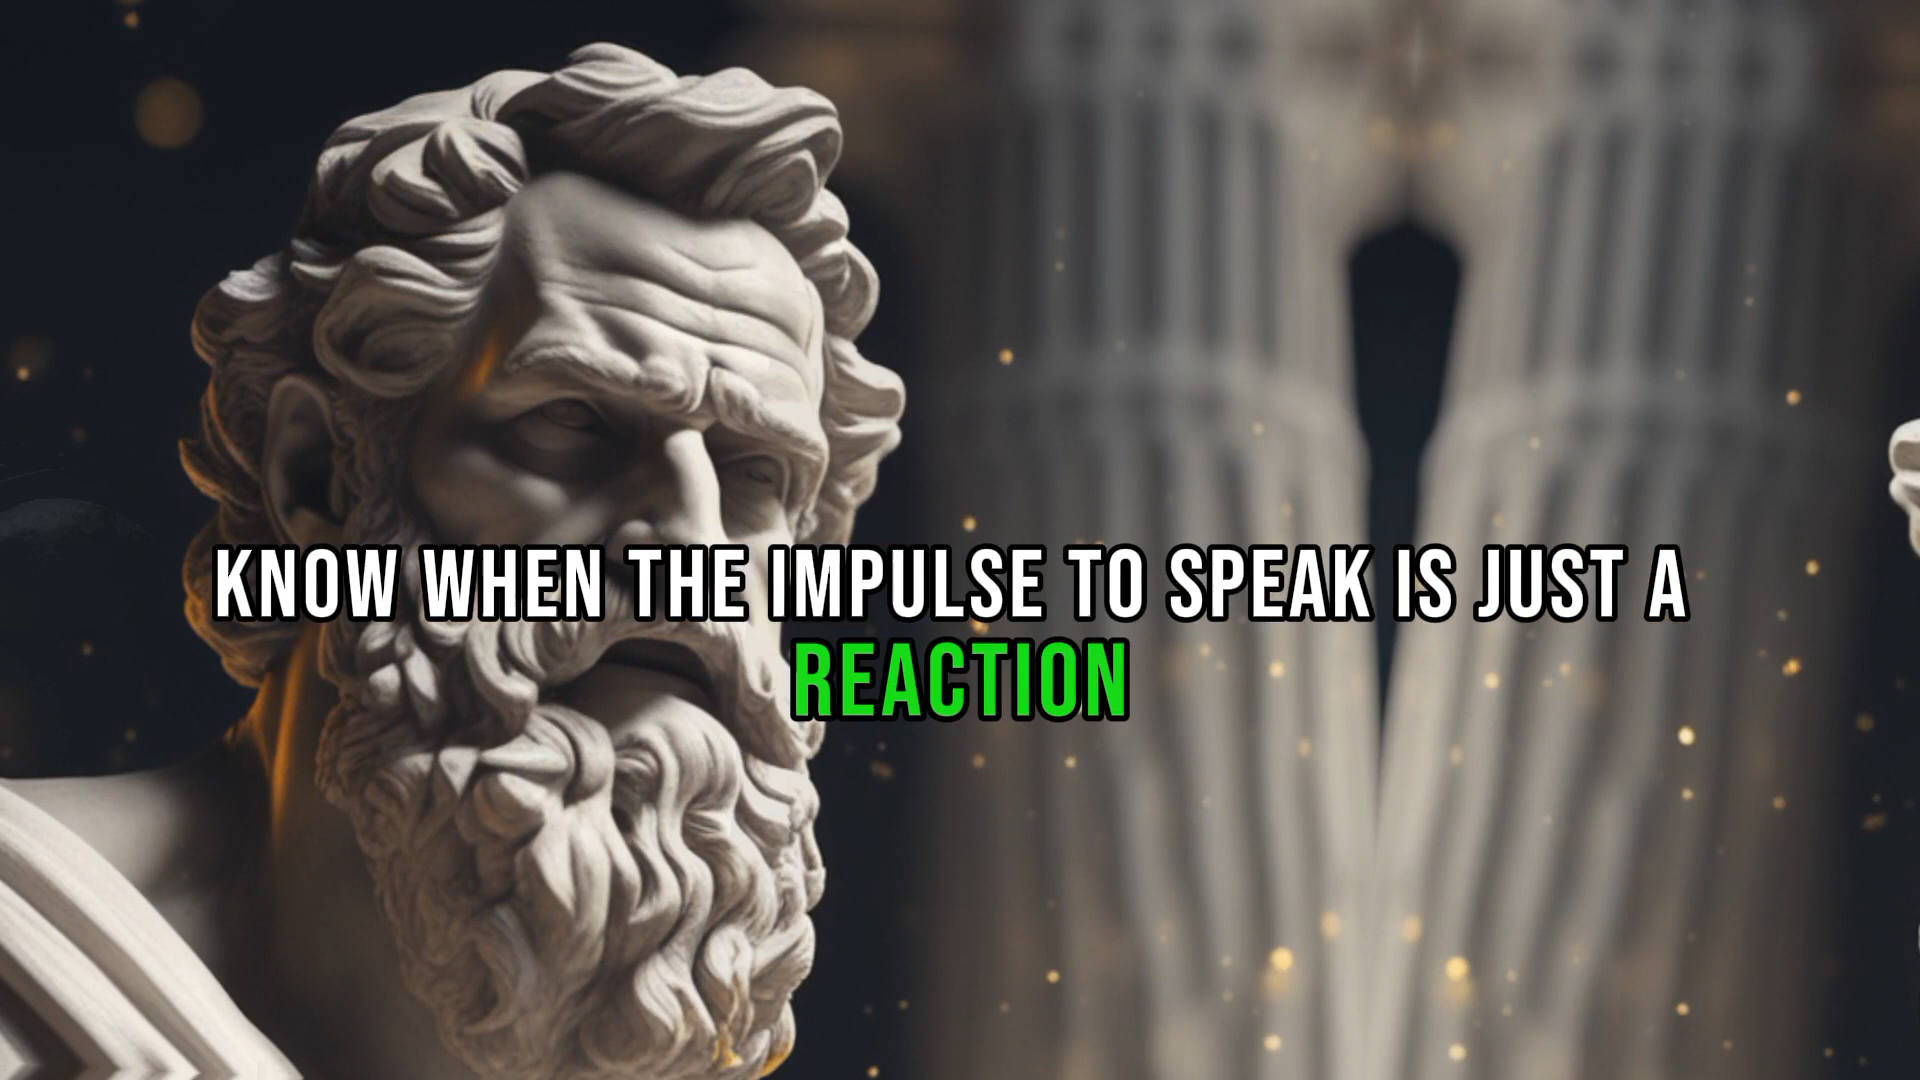 KNOW WHEN THE IMPULSE TO SPEAK IS JUST A
REACTION